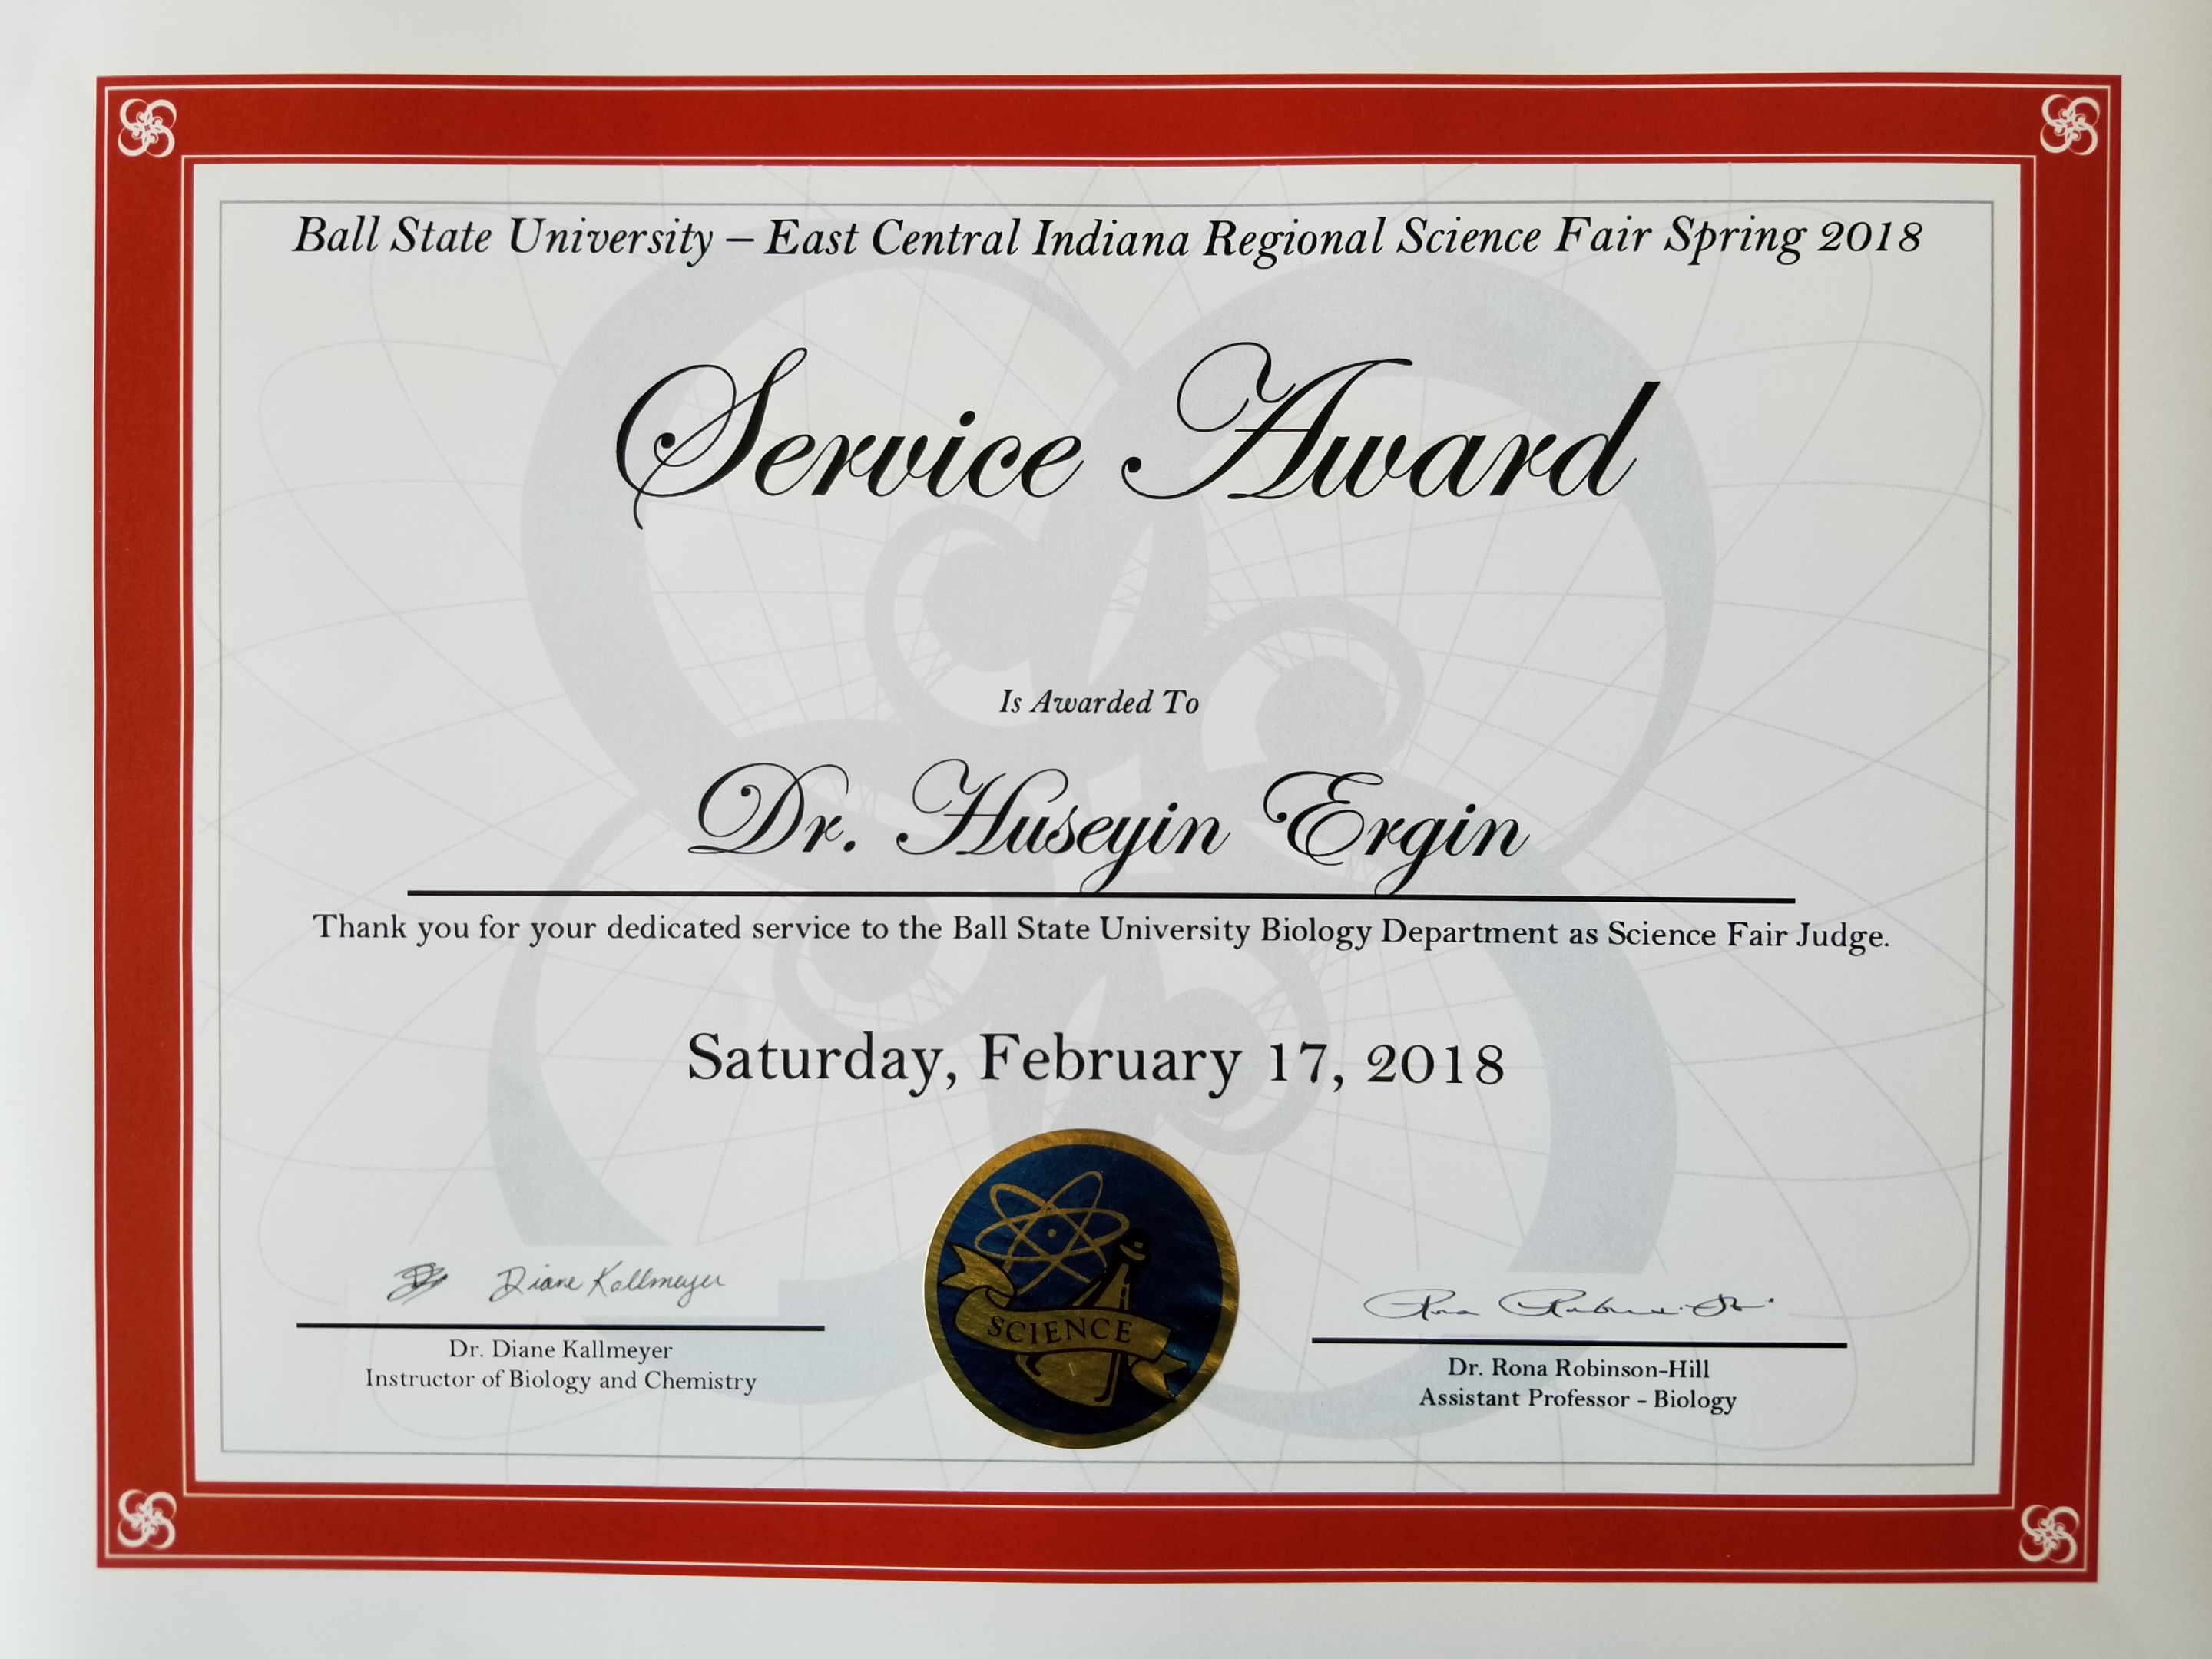 Ball State University – East Central Indiana Regional Science Fair Spring 2018
Service Award
Is Awarded To
Dr. Huseyin Ergin
Thank you for your dedicated service to the Ball State University Biology Department as Science Fair Judge.
Saturday, February 17, 2018
Diane Kallmeyer
Dr. Diane Kallmeyer
Instructor of Biology and Chemistry
SCIENCE
Dr. Rona Robinson-Hill
Assistant Professor - Biology